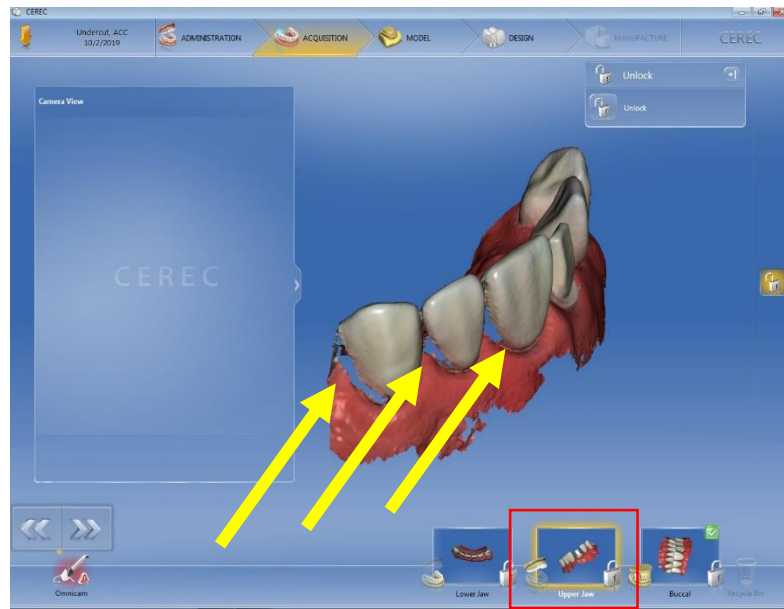 CEREC
Undercut, ACC
10/2/2019
ADMINISTRATION
ACQUISITION
MODEL
DESIGN
MANUFACTURE
CEREC
Unlock
Unlock
Camera View
CEREC
Omnicam
Lower Jaw
Upper Jaw
Buccal
Recycle Bin